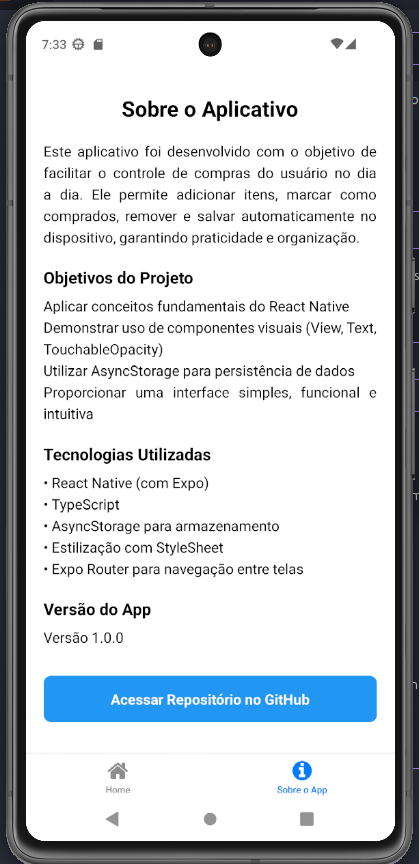 7:33
Sobre o Aplicativo
Este aplicativo foi desenvolvido com o objetivo de
facilitar o controle de compras do usuário no dia
a dia. Ele permite adicionar itens, marcar como
comprados, remover e salvar automaticamente no
dispositivo, garantindo praticidade e organização.
Objetivos do Projeto
Aplicar conceitos fundamentais do React Native
Demonstrar uso de componentes visuais (View, Text,
TouchableOpacity)
Utilizar AsyncStorage para persistência de dados
Proporcionar uma interface simples, funcional e
intuitiva
Tecnologias Utilizadas
• React Native (com Expo)
• TypeScript
• AsyncStorage para armazenamento
• Estilização com StyleSheet
• Expo Router para navegação entre telas
Versão do App
Versão 1.0.0
Acessar Repositório no GitHub
Home
Sobre o App